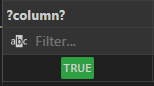 ?column?
abc Filter...
TRUE